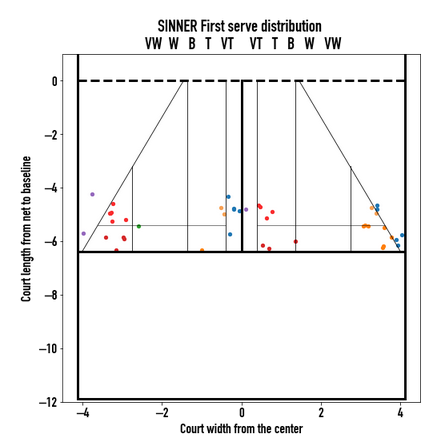 SINNER First serve distribution
VW W B T VT VT T B W VW
0
−2
−4
−6
−8
−10
−12
Court length from net to baseline
−4 −2 0 2 4
Court width from the center